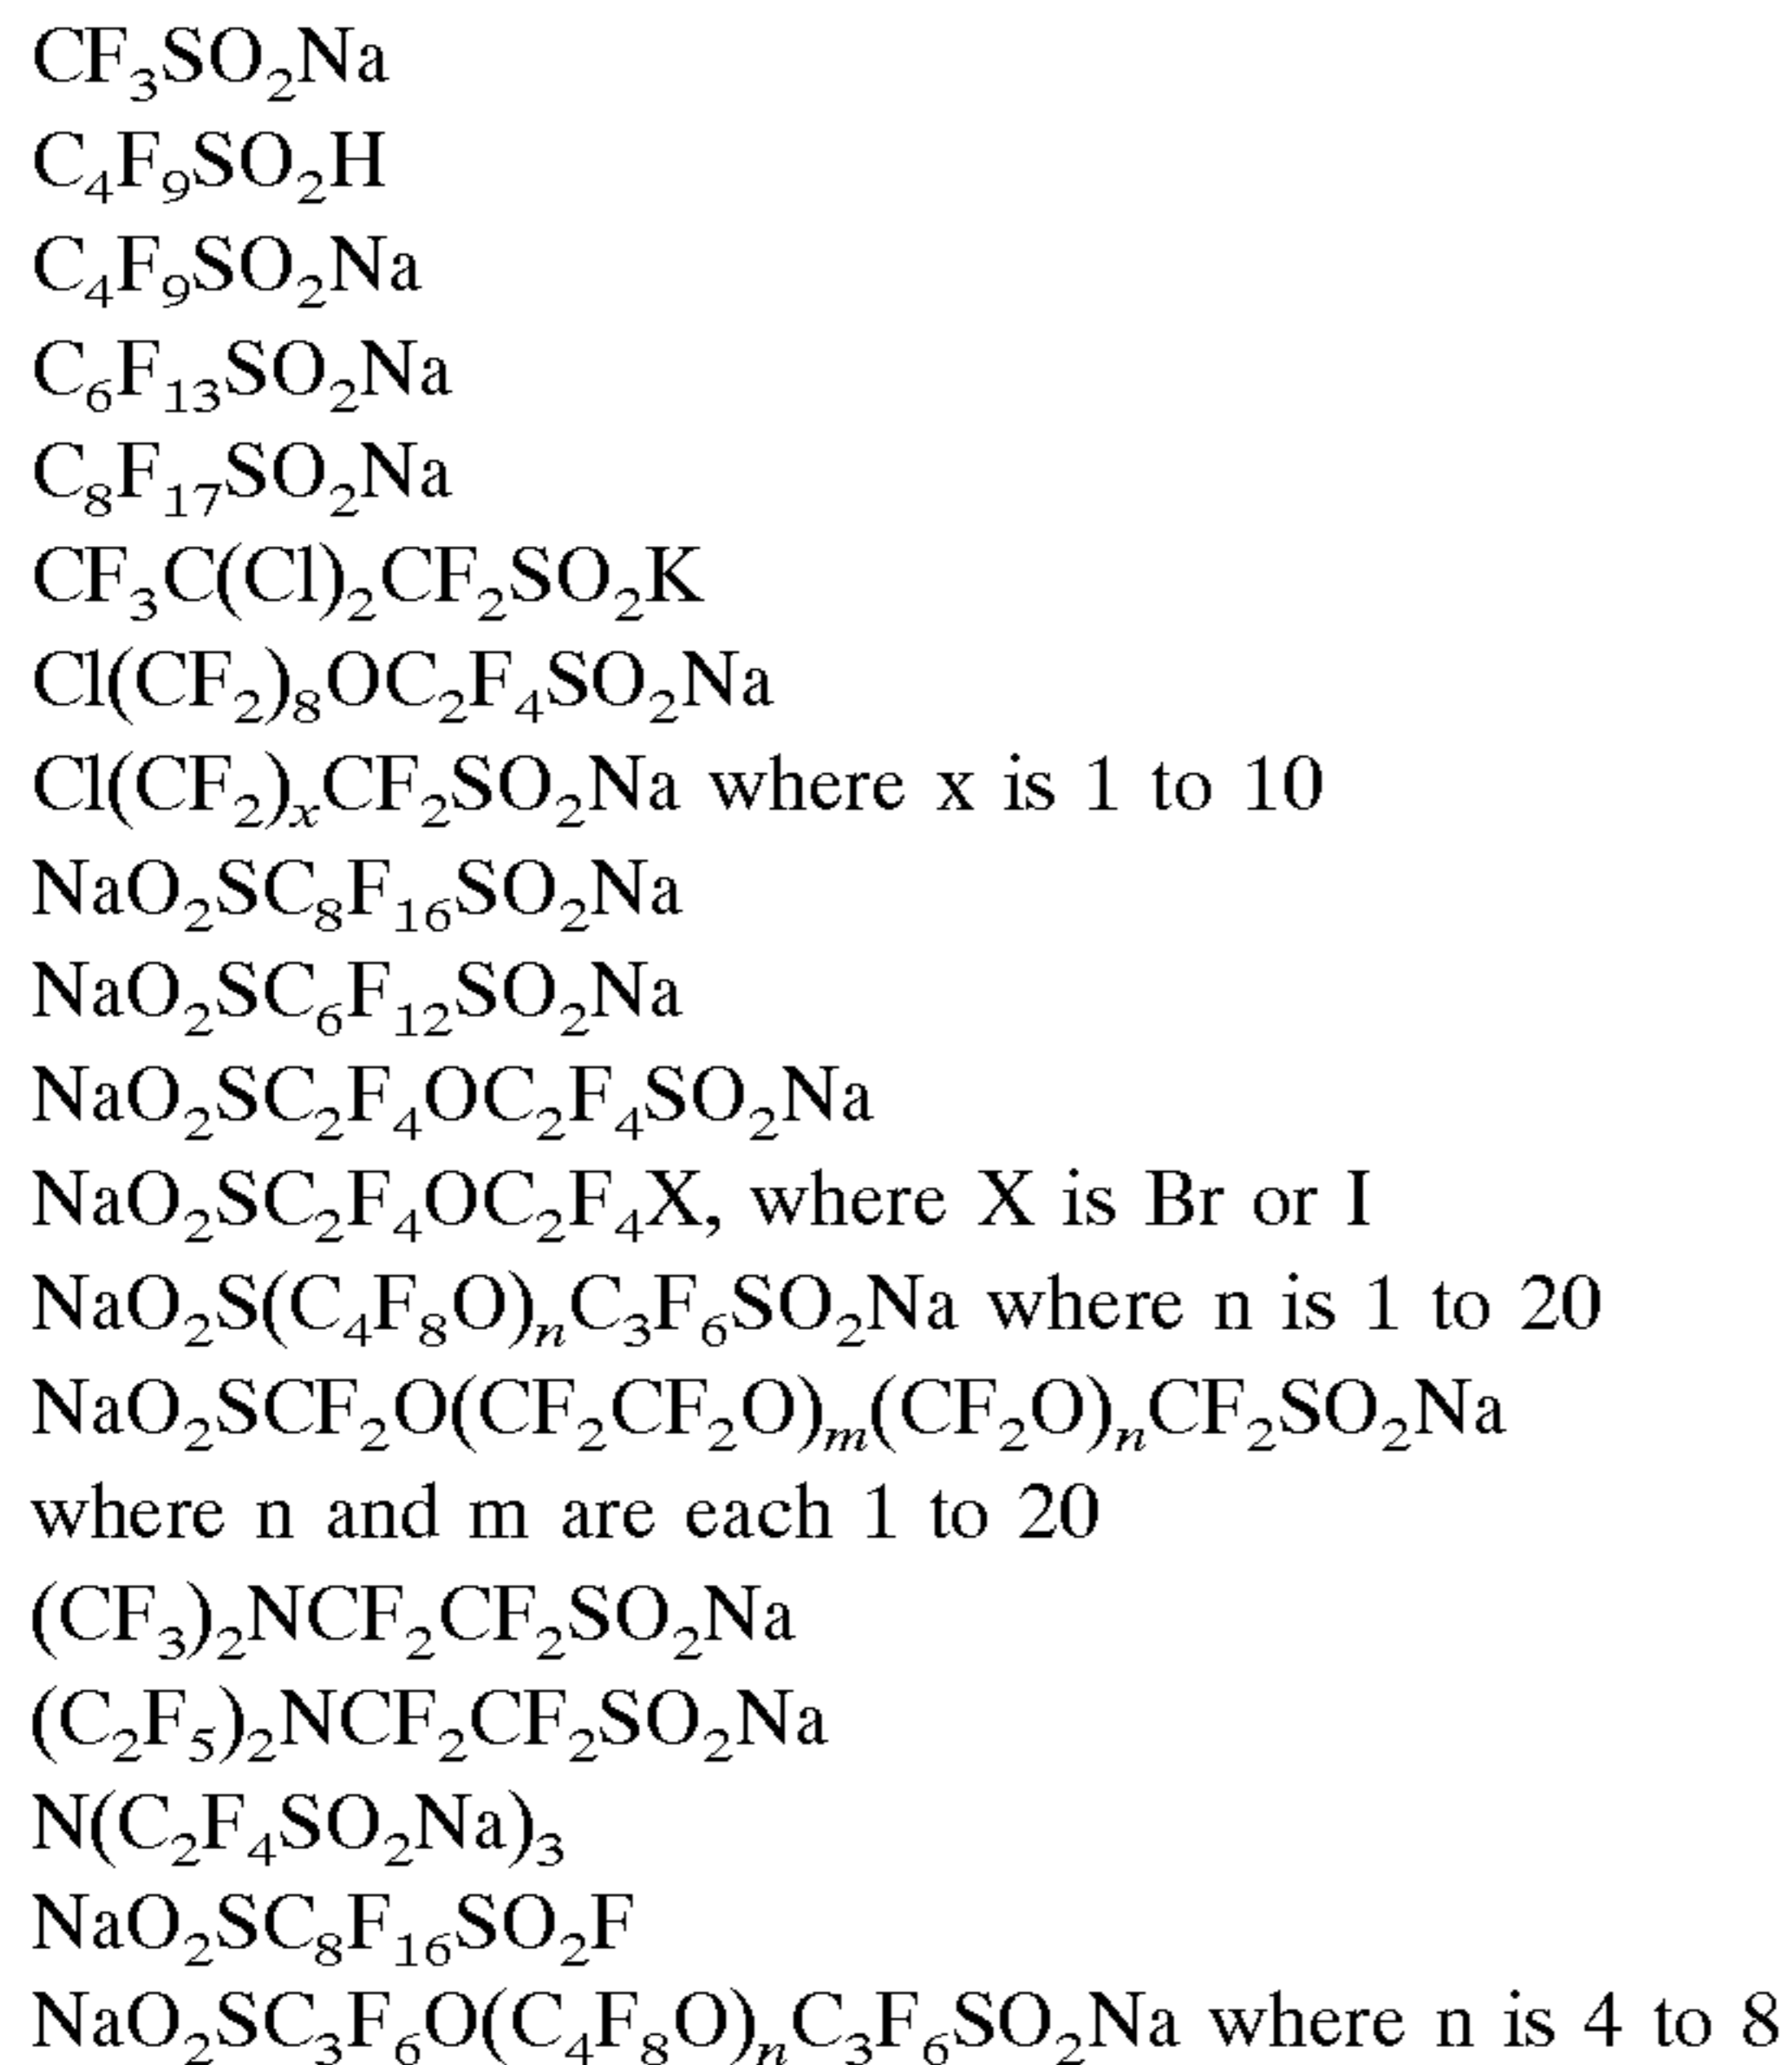 CF₃SO₂Na
C₄F₉SO₂H
C₄F₉SO₂Na
C₆F₁₃SO₂Na
C₈F₁₇SO₂Na
CF₃C(Cl)₂CF₂SO₂K
Cl(CF₂)₈OC₂F₄SO₂Na
Cl(CF₂)ₓCF₂SO₂Na where x is 1 to 10
NaO₂SC₈F₁₆SO₂Na
NaO₂SC₆F₁₂SO₂Na
NaO₂SC₂F₄OC₂F₄SO₂Na
NaO₂SC₂F₄OC₂F₄X, where X is Br or I
NaO₂S(C₄F₈O)ₙC₃F₆SO₂Na where n is 1 to 20
NaO₂SCF₂O(CF₂CF₂O)ₘ(CF₂O)ₙCF₂SO₂Na
where n and m are each 1 to 20
(CF₃)₂NCF₂CF₂SO₂Na
(C₂F₅)₂NCF₂CF₂SO₂Na
N(C₂F₄SO₂Na)₃
NaO₂SC₈F₁₆SO₂F
NaO₂SC₃F₆O(C₄F₈O)ₙC₃F₆SO₂Na where n is 4 to 8